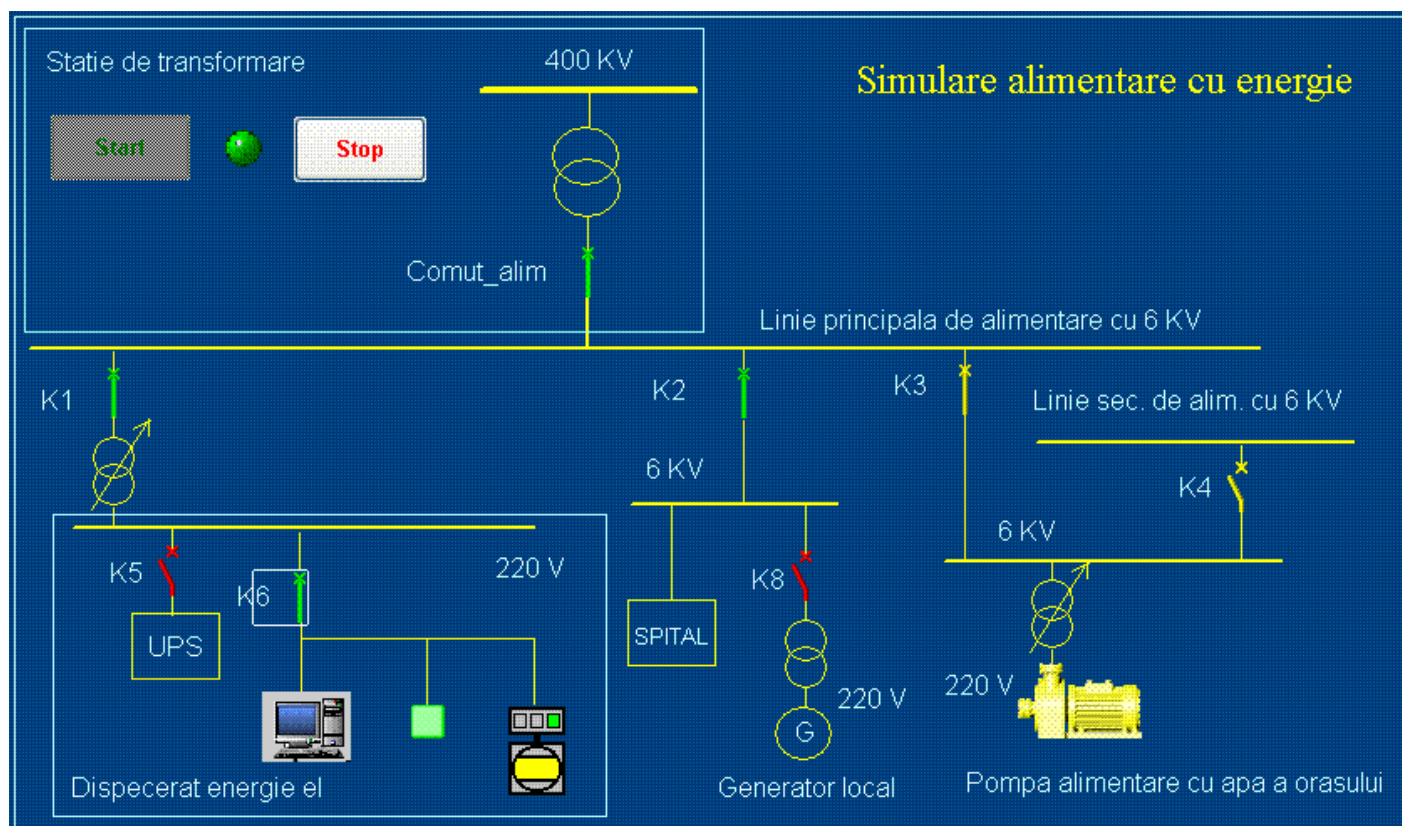 Statie de transformare
400 KV
Simulare alimentare cu energie
Start
Stop
Comut_alim
Linie principala de alimentare cu 6 KV
K1
K2
K3
Linie sec. de alim. cu 6 KV
6 KV
K4
6 KV
K5
K6
220 V
K8
UPS
SPITAL
220 V
220 V
G
Dispecerat energie el
Generator local
Pompa alimentare cu apa a orasului